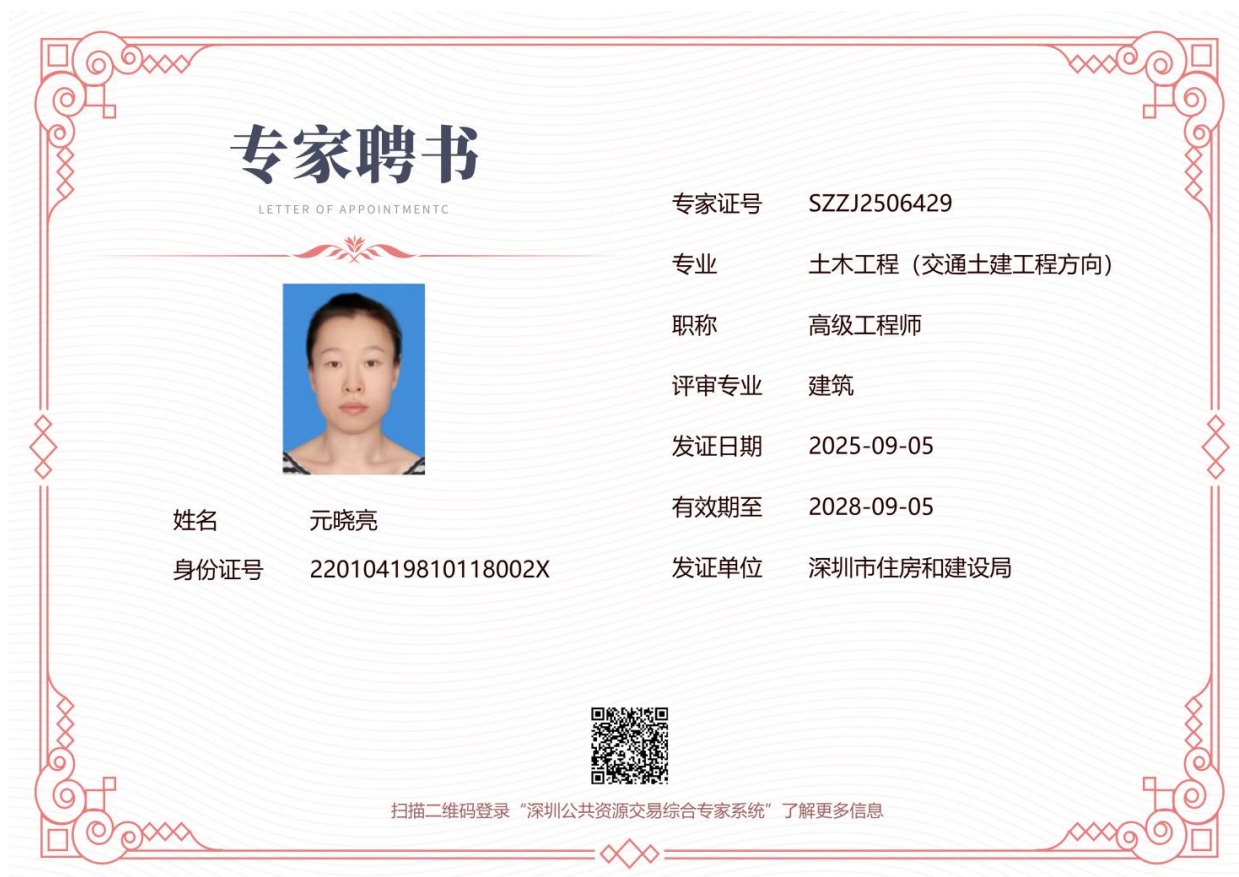 专家聘书
LETTER OF APPOINTMENTC
姓名 元晓亮
身份证号 22010419810118002X
专家证号 SZZJ2506429
专业 土木工程（交通土建工程方向）
职称 高级工程师
评审专业 建筑
发证日期 2025-09-05
有效期至 2028-09-05
发证单位 深圳市住房和建设局
扫描二维码登录“深圳公共资源交易综合专家系统”了解更多信息